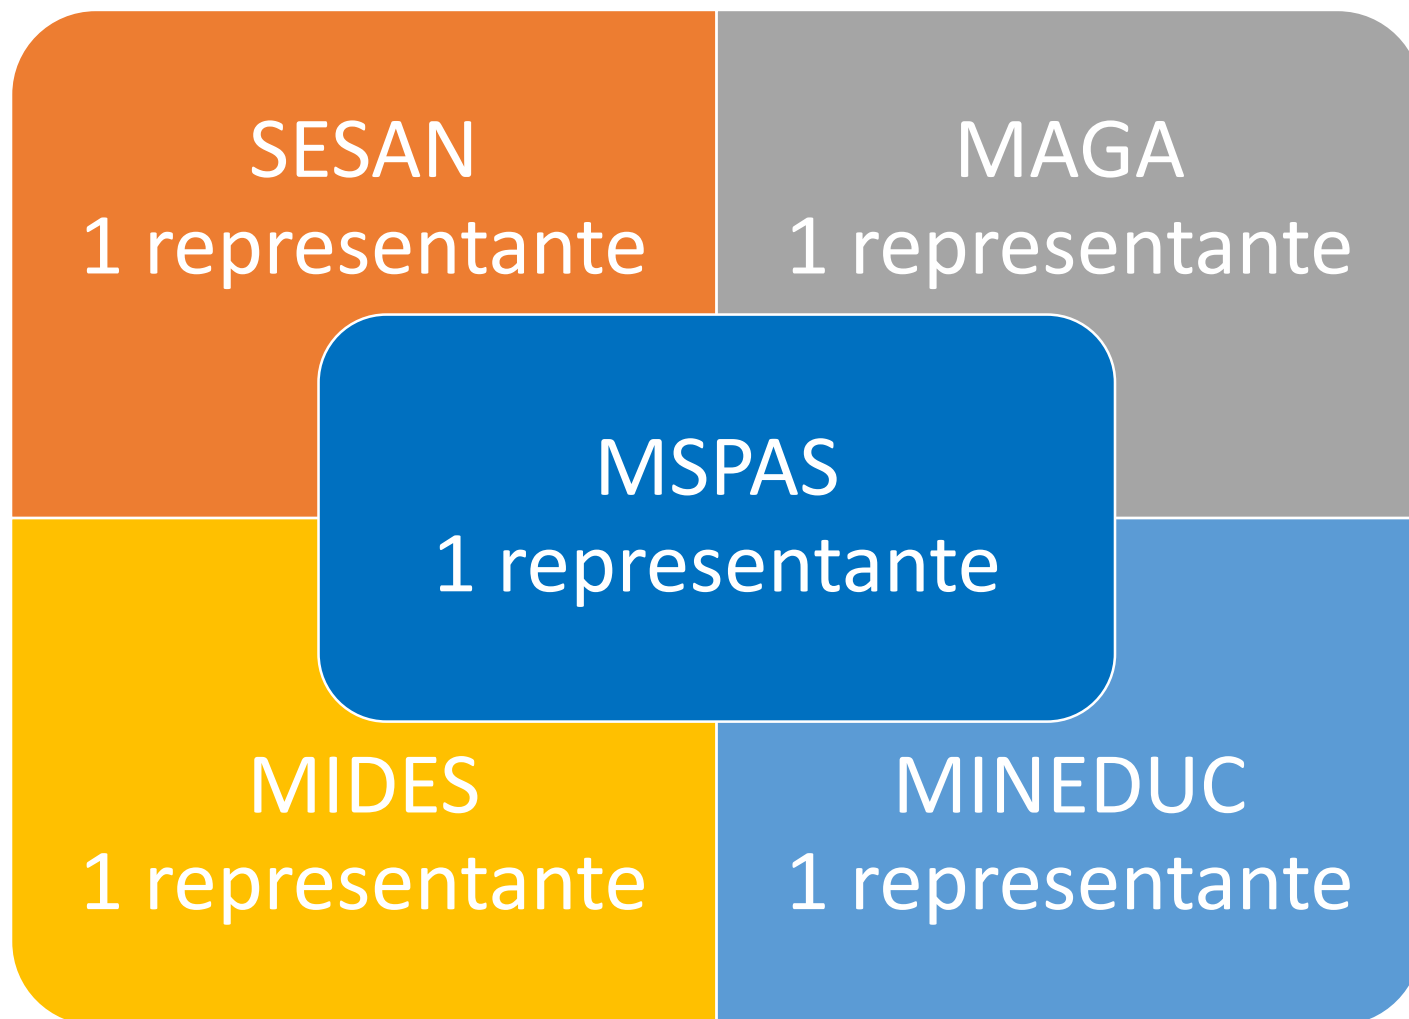 SESAN
1 representante
MAGA
1 representante
MSPAS
1 representante
MIDES
1 representante
MINEDUC
1 representante